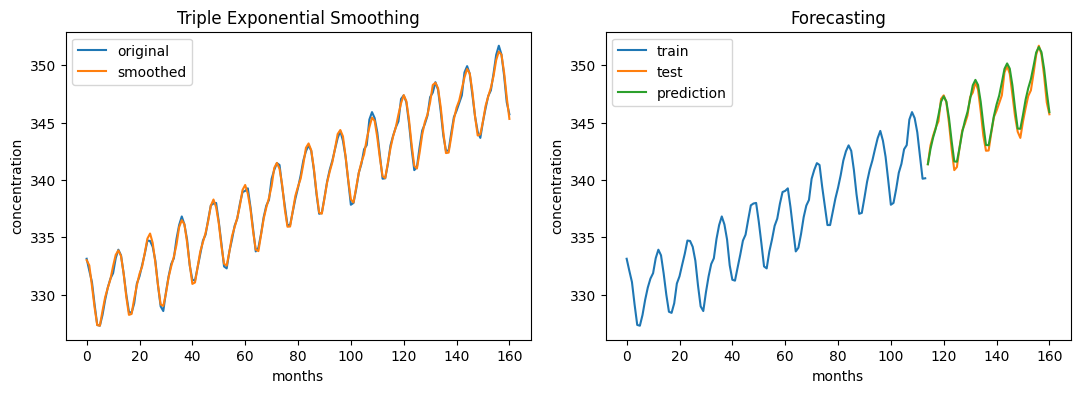 Triple Exponential Smoothing
original
smoothed
concentration
350
345
340
335
330
0 20 40 60 80 100 120 140 160
months
Forecasting
train
test
prediction
concentration
350
345
340
335
330
0 20 40 60 80 100 120 140 160
months